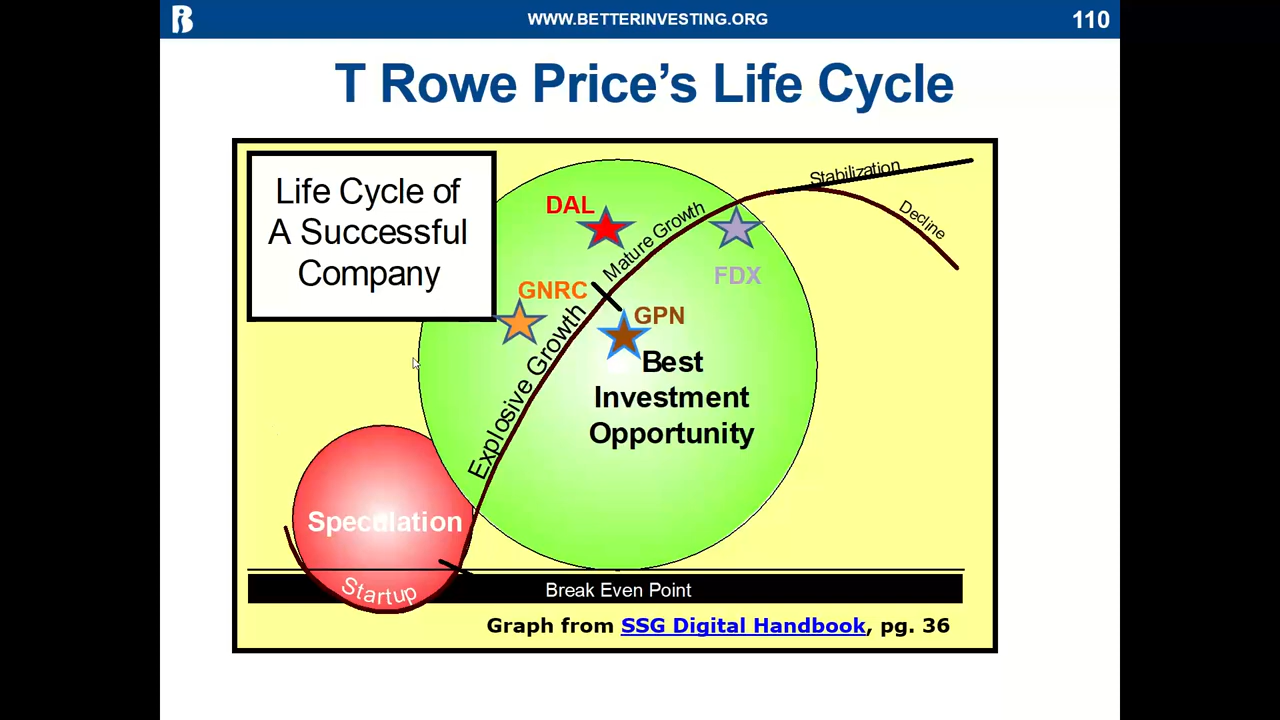 WWW.BETTERINVESTING.ORG
110
T Rowe Price’s Life Cycle
Life Cycle of
A Successful
Company
DAL
GNRC
GPN
FDX
Explosive Growth
Mature Growth
Stabilization
Decline
Best
Investment
Opportunity
Speculation
Startup
Break Even Point
Graph from SSG Digital Handbook, pg. 36